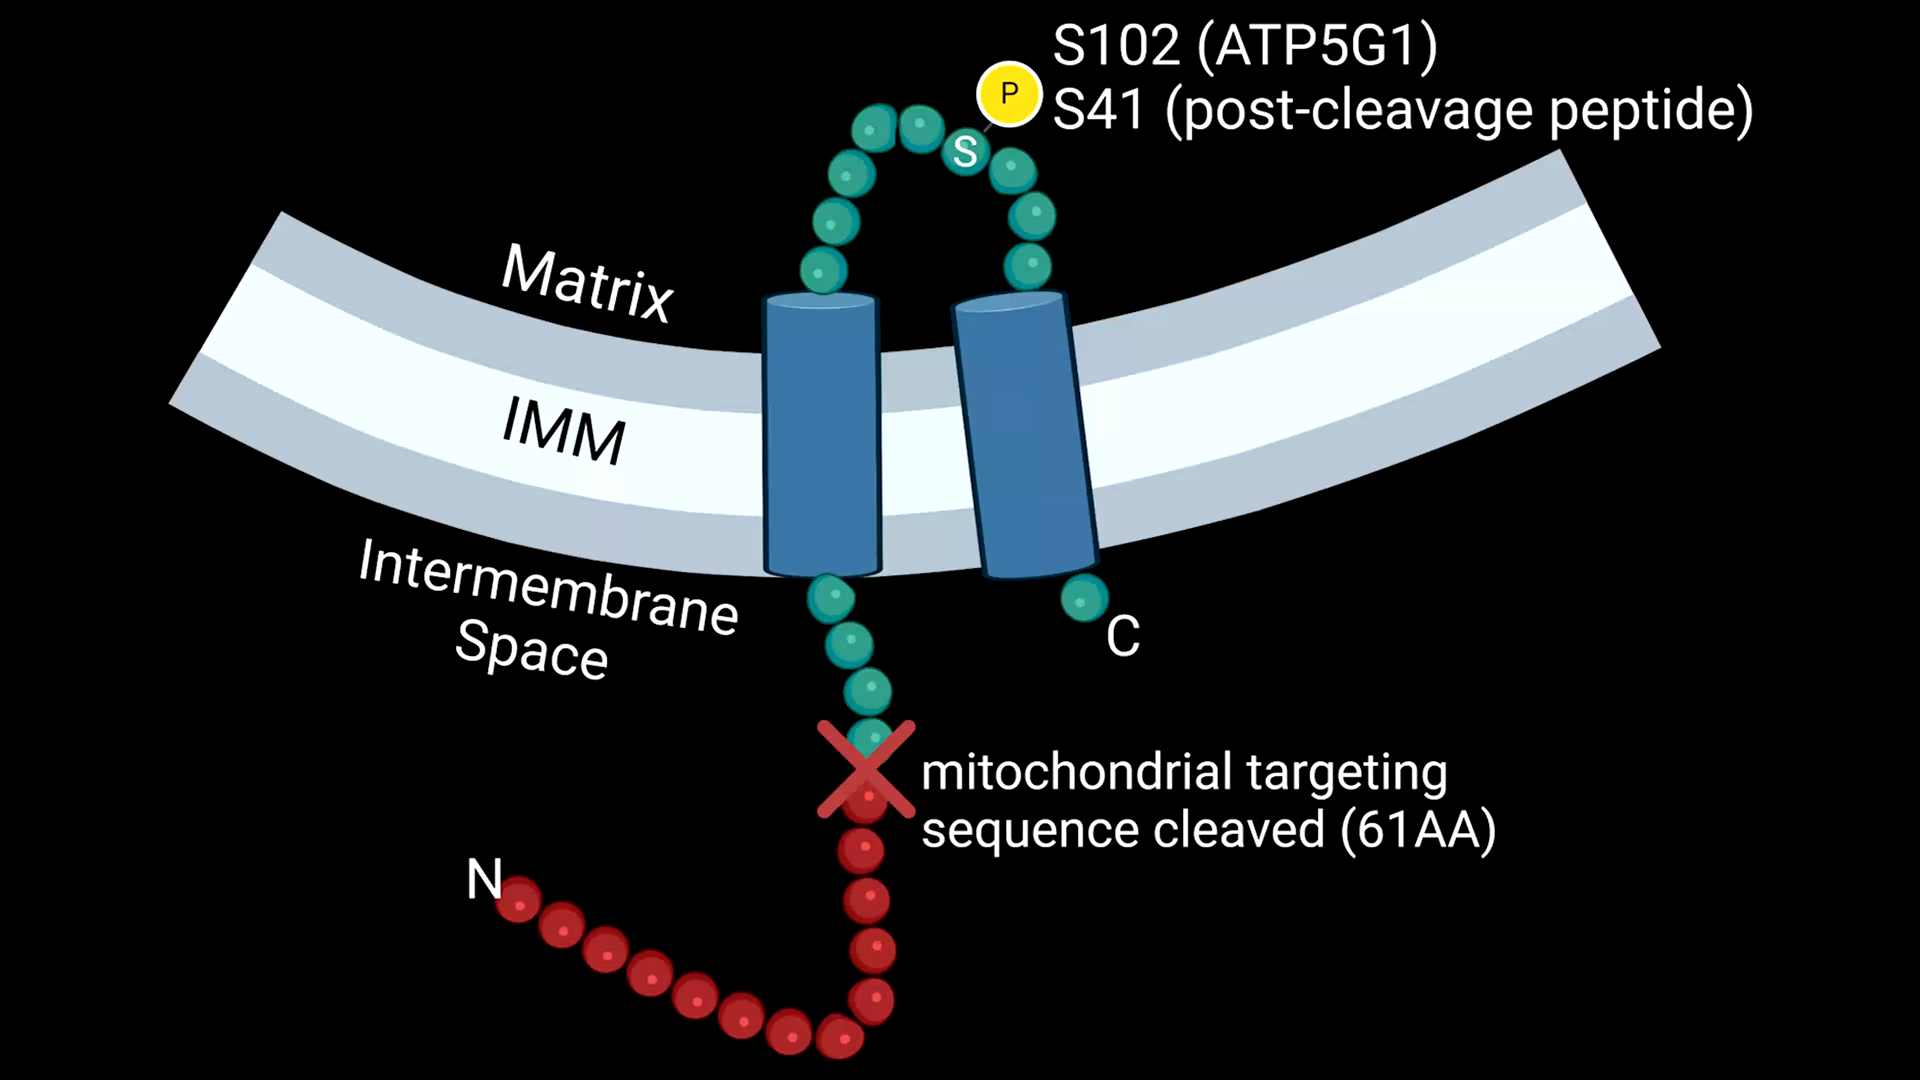 S102 (ATP5G1)
P
S41 (post-cleavage peptide)
S
Matrix
IMM
Intermembrane
Space
C
mitochondrial targeting
sequence cleaved (61AA)
N